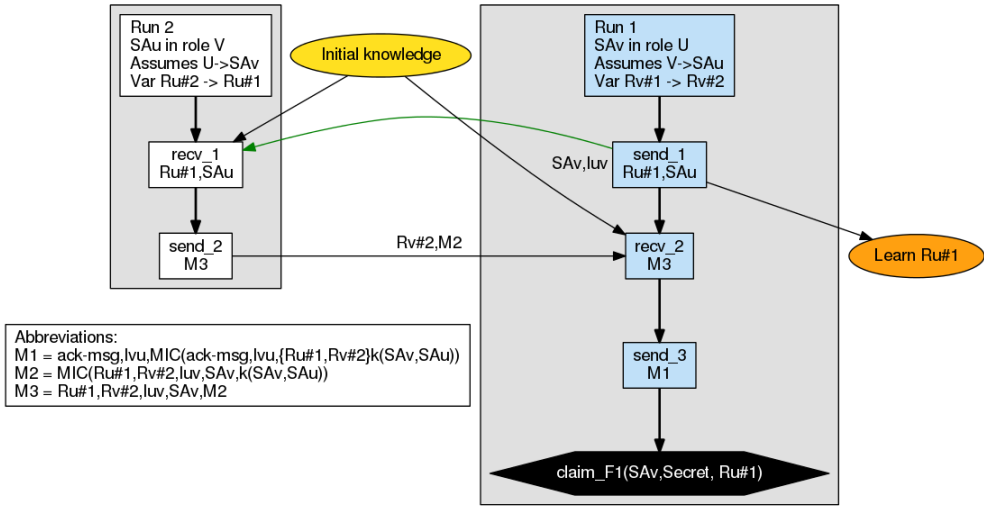 Run 2
SAu in role V
Assumes U->SAv
Var Ru#2 -> Ru#1
Initial knowledge
Run 1
SAv in role U
Assumes V->SAu
Var Rv#1 -> Rv#2
recv_1
Ru#1,SAu
SAv,Iuv
send_1
Ru#1,SAu
send_2
M3
Rv#2,M2
recv_2
M3
Learn Ru#1
Abbreviations:
M1 = ack-msg,Ivu,MIC(ack-msg,Ivu,{Ru#1,Rv#2}k(SAv,SAu))
M2 = MIC(Ru#1,Rv#2,Iuv,SAv,k(SAv,SAu))
M3 = Ru#1,Rv#2,Iuv,SAv,M2
send_3
M1
claim_F1(SAv,Secret, Ru#1)